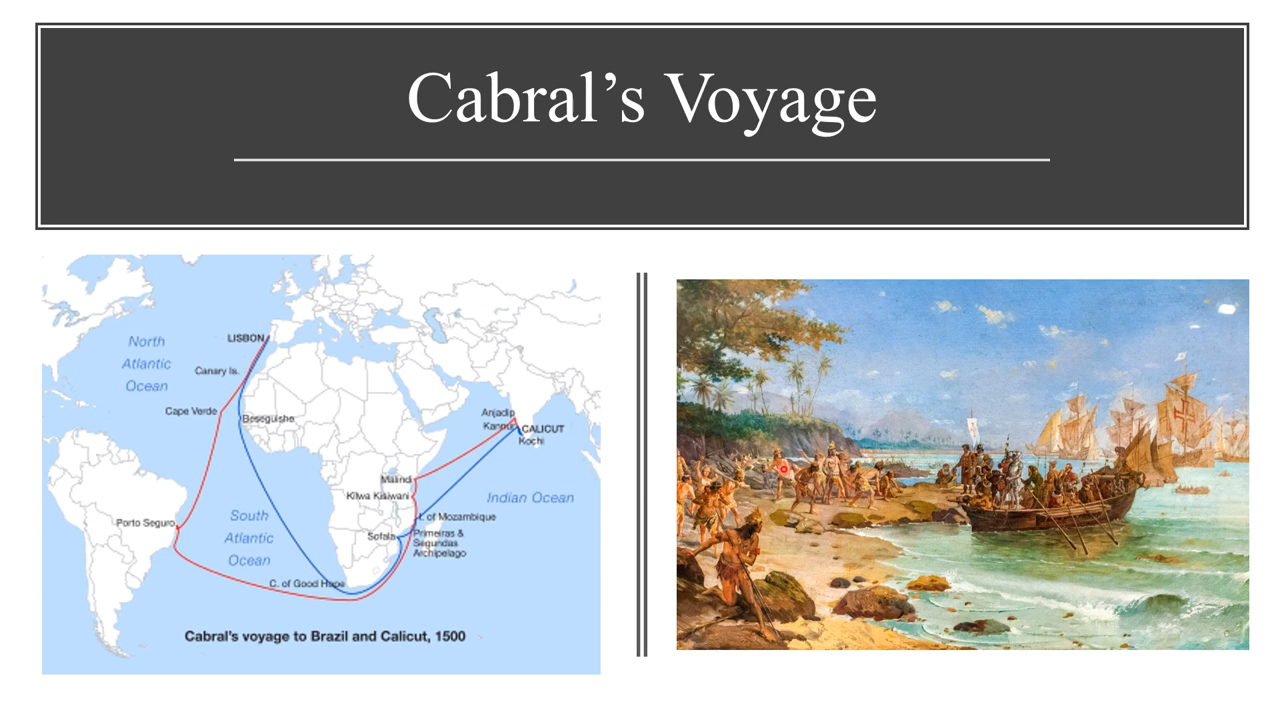 Cabral’s Voyage
North
Atlantic
Ocean
LISBON
Canary Is.
Cape Verde
Beseguishe
Anjadip
Kannur
CALICUT
Kochi
Malindi
Kilwa Kisiwani
Indian Ocean
I. of Mozambique
Porto Seguro
South
Atlantic
Ocean
Sofala
Primeiras &
Segundas
Archipelago
C. of Good Hope
Cabral's voyage to Brazil and Calicut, 1500